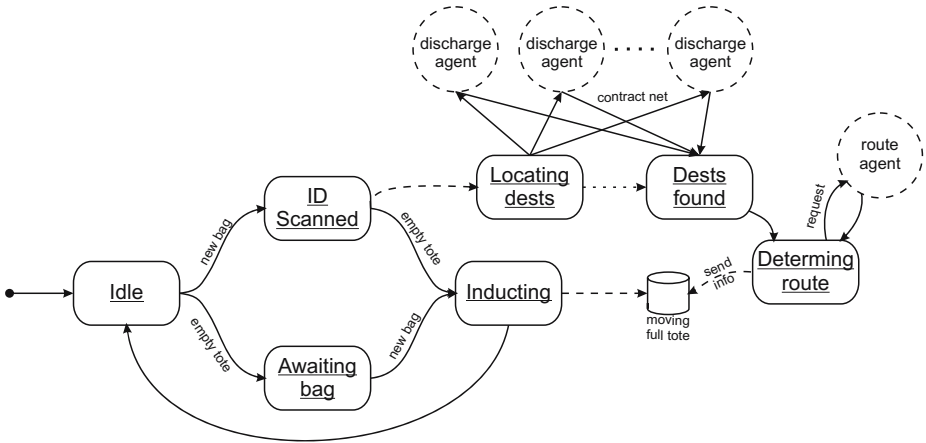 discharge
agent
discharge
agent
discharge
agent
contract net
route
agent
ID
Scanned
Locating
dests
Dests
found
request
new bag
empty tote
Determing
route
send
info
Idle
Inducting
moving
full tote
empty tote
new bag
Awaiting
bag